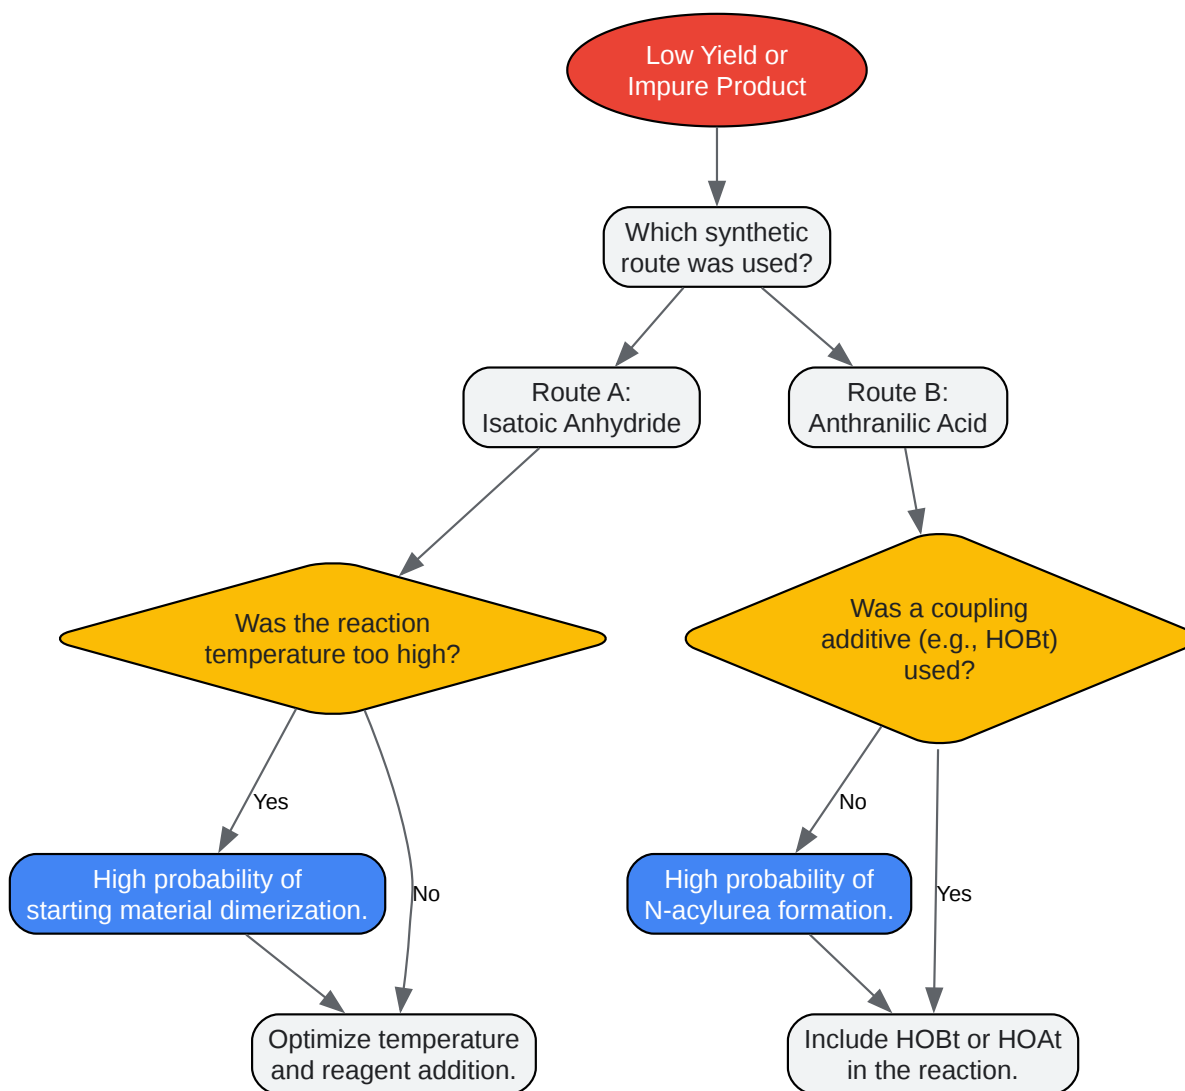 Low Yield or
Impure Product
Which synthetic
route was used?
Route A:
Isatoic Anhydride
Route B:
Anthranilic Acid
Was the reaction
temperature too high?
Was a coupling
additive (e.g., HOBt)
used?
Yes
No
No
Yes
High probability of
starting material dimerization.
High probability of
N-acylurea formation.
Optimize temperature
and reagent addition.
Include HOBt or HOAt
in the reaction.